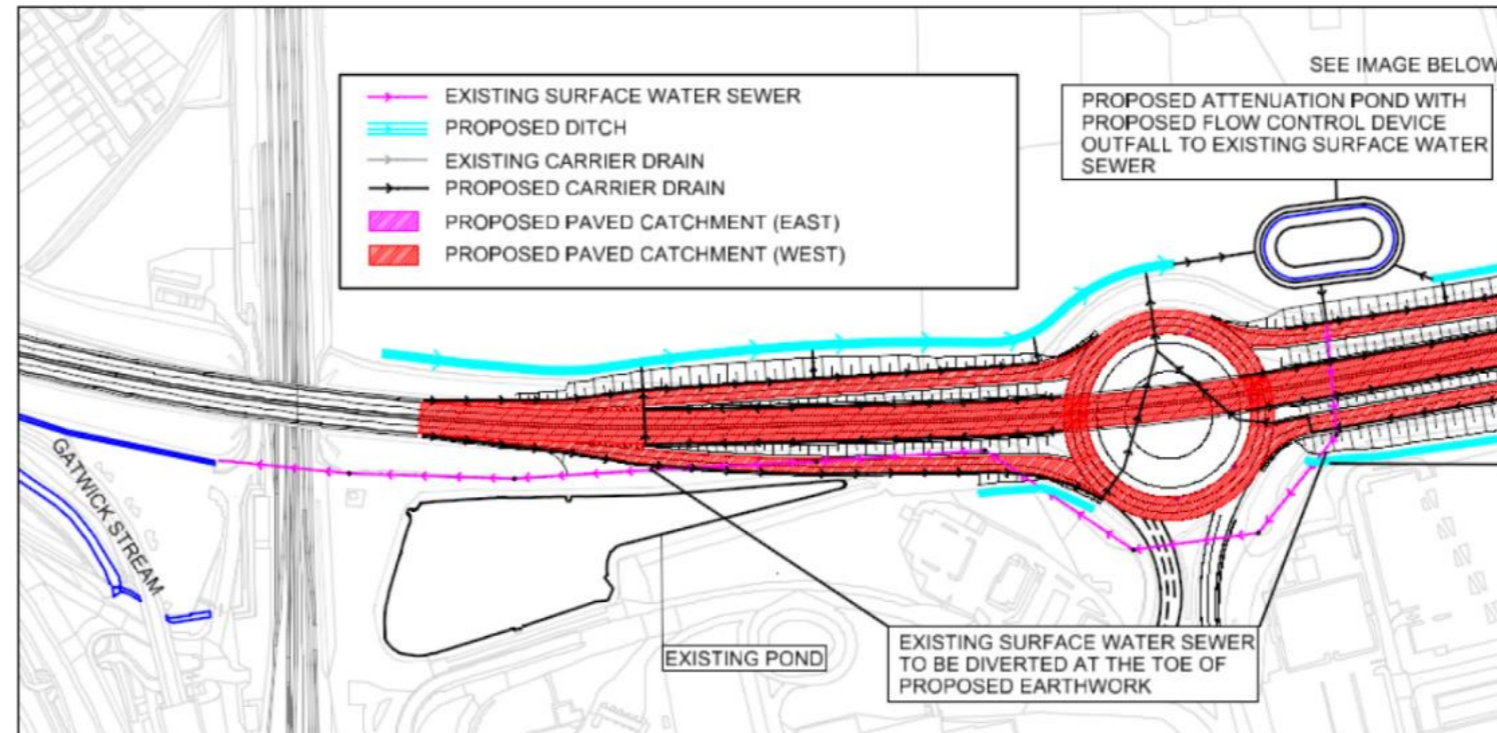 SEE IMAGE BELOW
EXISTING SURFACE WATER SEWER
PROPOSED DITCH
EXISTING CARRIER DRAIN
PROPOSED CARRIER DRAIN
PROPOSED PAVED CATCHMENT (EAST)
PROPOSED PAVED CATCHMENT (WEST)
PROPOSED ATTENUATION POND WITH
PROPOSED FLOW CONTROL DEVICE
OUTFALL TO EXISTING SURFACE WATER
SEWER
GATWICK STREAM
EXISTING POND
EXISTING SURFACE WATER SEWER
TO BE DIVERTED AT THE TOE OF
PROPOSED EARTHWORK